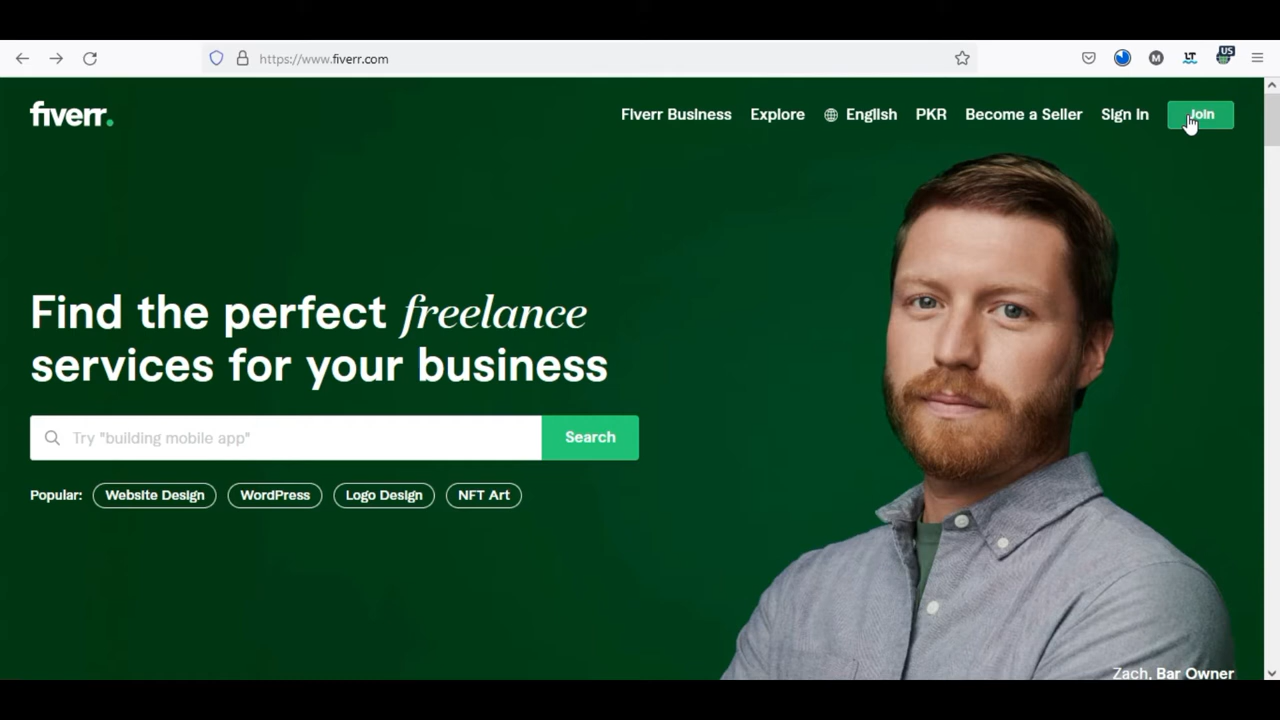 https://www.fiverr.com
M
LT
US
fiverr.
Fiverr Business
Explore
English
PKR
Become a Seller
Sign In
Join
Find the perfect freelance
services for your business
Try "building mobile app"
Search
Popular:
Website Design
WordPress
Logo Design
NFT Art
Zach, Bar Owner